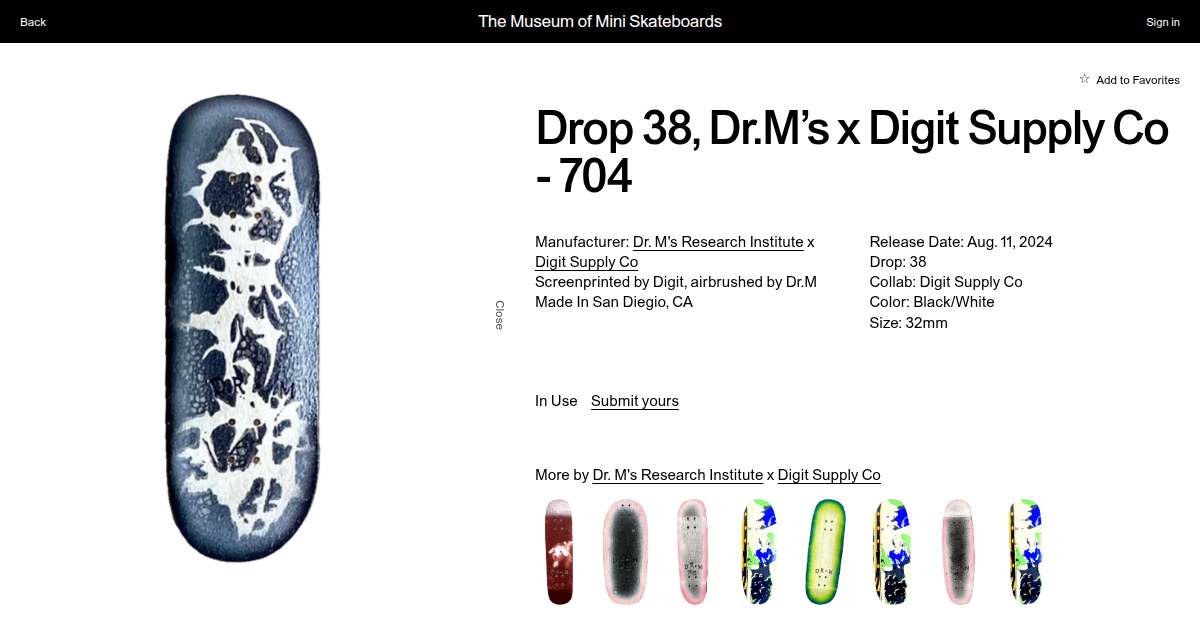 Back
The Museum of Mini Skateboards
Sign in
☆ Add to Favorites
Drop 38, Dr.M’s x Digit Supply Co
- 704
Manufacturer: Dr. M's Research Institute x
Digit Supply Co
Screenprinted by Digit, airbrushed by Dr.M
Made In San Diegio, CA
Release Date: Aug. 11, 2024
Drop: 38
Collab: Digit Supply Co
Color: Black/White
Size: 32mm
Close
DR M
In Use Submit yours
More by Dr. M's Research Institute x Digit Supply Co